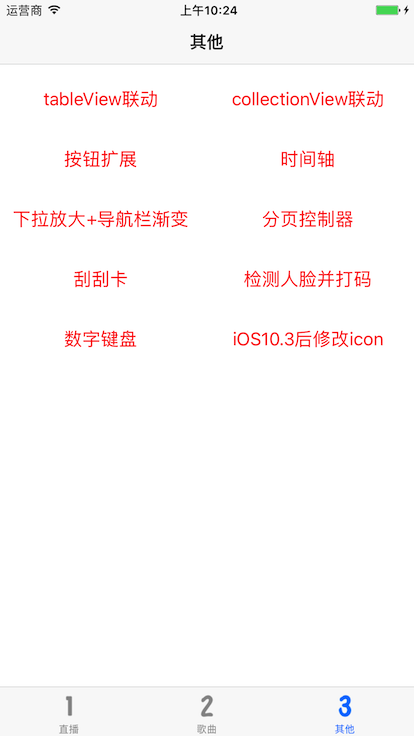 运营商 上午10:24
其他
tableView联动 collectionView联动
按钮扩展 时间轴
下拉放大+导航栏渐变 分页控制器
刮刮卡 检测人脸并打码
数字键盘 iOS10.3后修改icon
1 2 3
直播 歌曲 其他